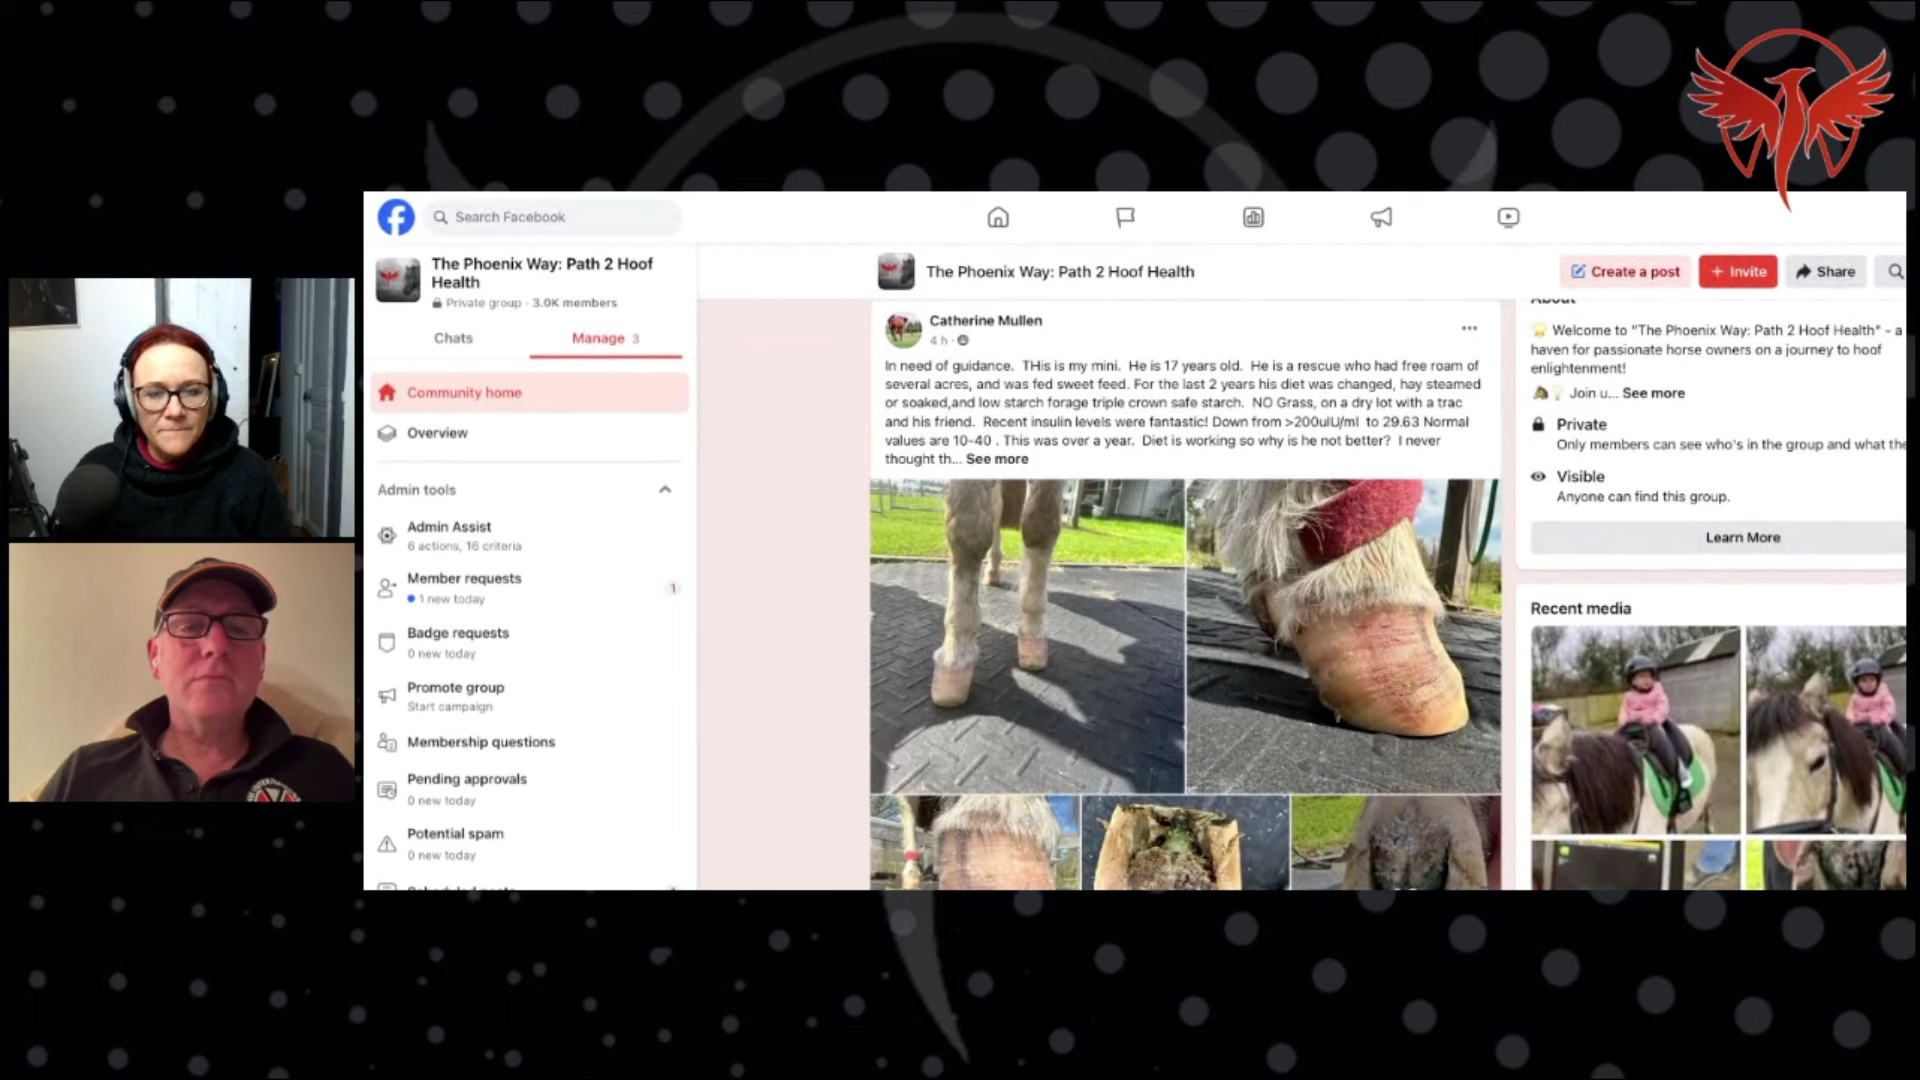 Search Facebook
The Phoenix Way: Path 2 Hoof
Health
Private group · 3.0K members
Chats
Manage 3
Community home
Overview
Admin tools
Admin Assist
6 actions, 16 criteria
Member requests
1 new today
1
Badge requests
0 new today
Promote group
Start campaign
Membership questions
Pending approvals
0 new today
Potential spam
0 new today
The Phoenix Way: Path 2 Hoof Health
Create a post
+ Invite
Share
Catherine Mullen
4 h ·
In need of guidance. THis is my mini. He is 17 years old. He is a rescue who had free roam of
several acres, and was fed sweet feed. For the last 2 years his diet was changed, hay steamed
or soaked,and low starch forage triple crown safe starch. NO Grass, on a dry lot with a trac
and his friend. Recent insulin levels were fantastic! Down from >200uIU/ml to 29.63 Normal
values are 10-40 . This was over a year. Diet is working so why is he not better? I never
thought th... See more
About
Welcome to "The Phoenix Way: Path 2 Hoof Health" - a
haven for passionate horse owners on a journey to hoof
enlightenment!
Join u... See more
Private
Only members can see who's in the group and what the
Visible
Anyone can find this group.
Learn More
Recent media